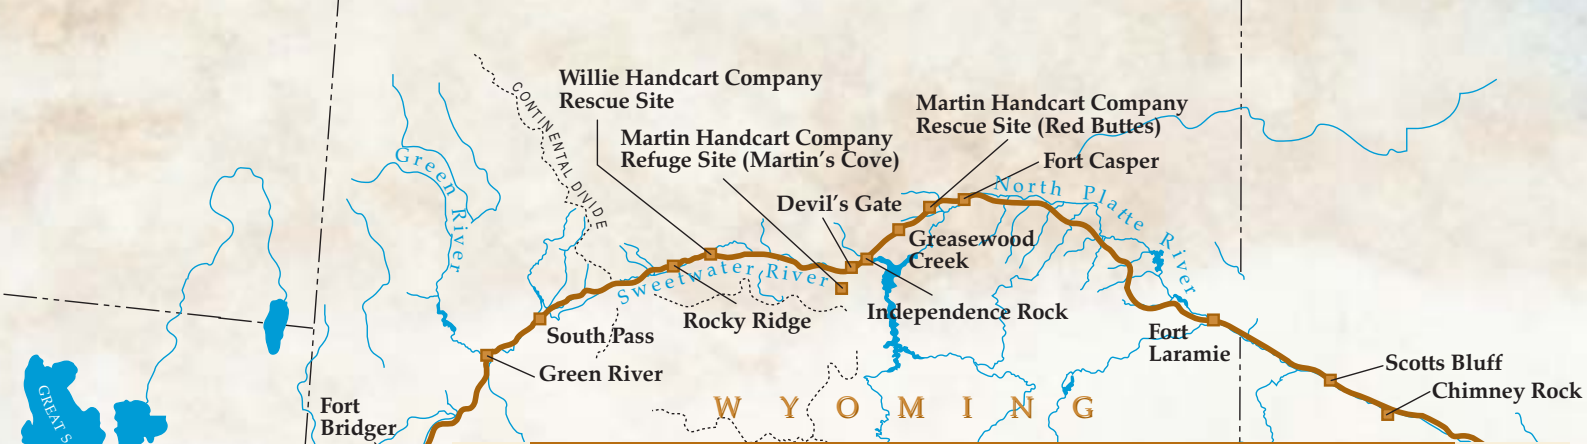 Willie Handcart Company
Rescue Site
CONTINENTAL DIVIDE
Martin Handcart Company
Rescue Site (Red Buttes)
Martin Handcart Company
Refuge Site (Martin's Cove)
Fort Casper
Green River
North Platte River
Devil's Gate
Greasewood
Creek
Sweetwater River
Independence Rock
Rocky Ridge
South Pass
Fort
Laramie
Green River
Scotts Bluff
Chimney Rock
GREAT S
Fort
Bridger
WYOMING